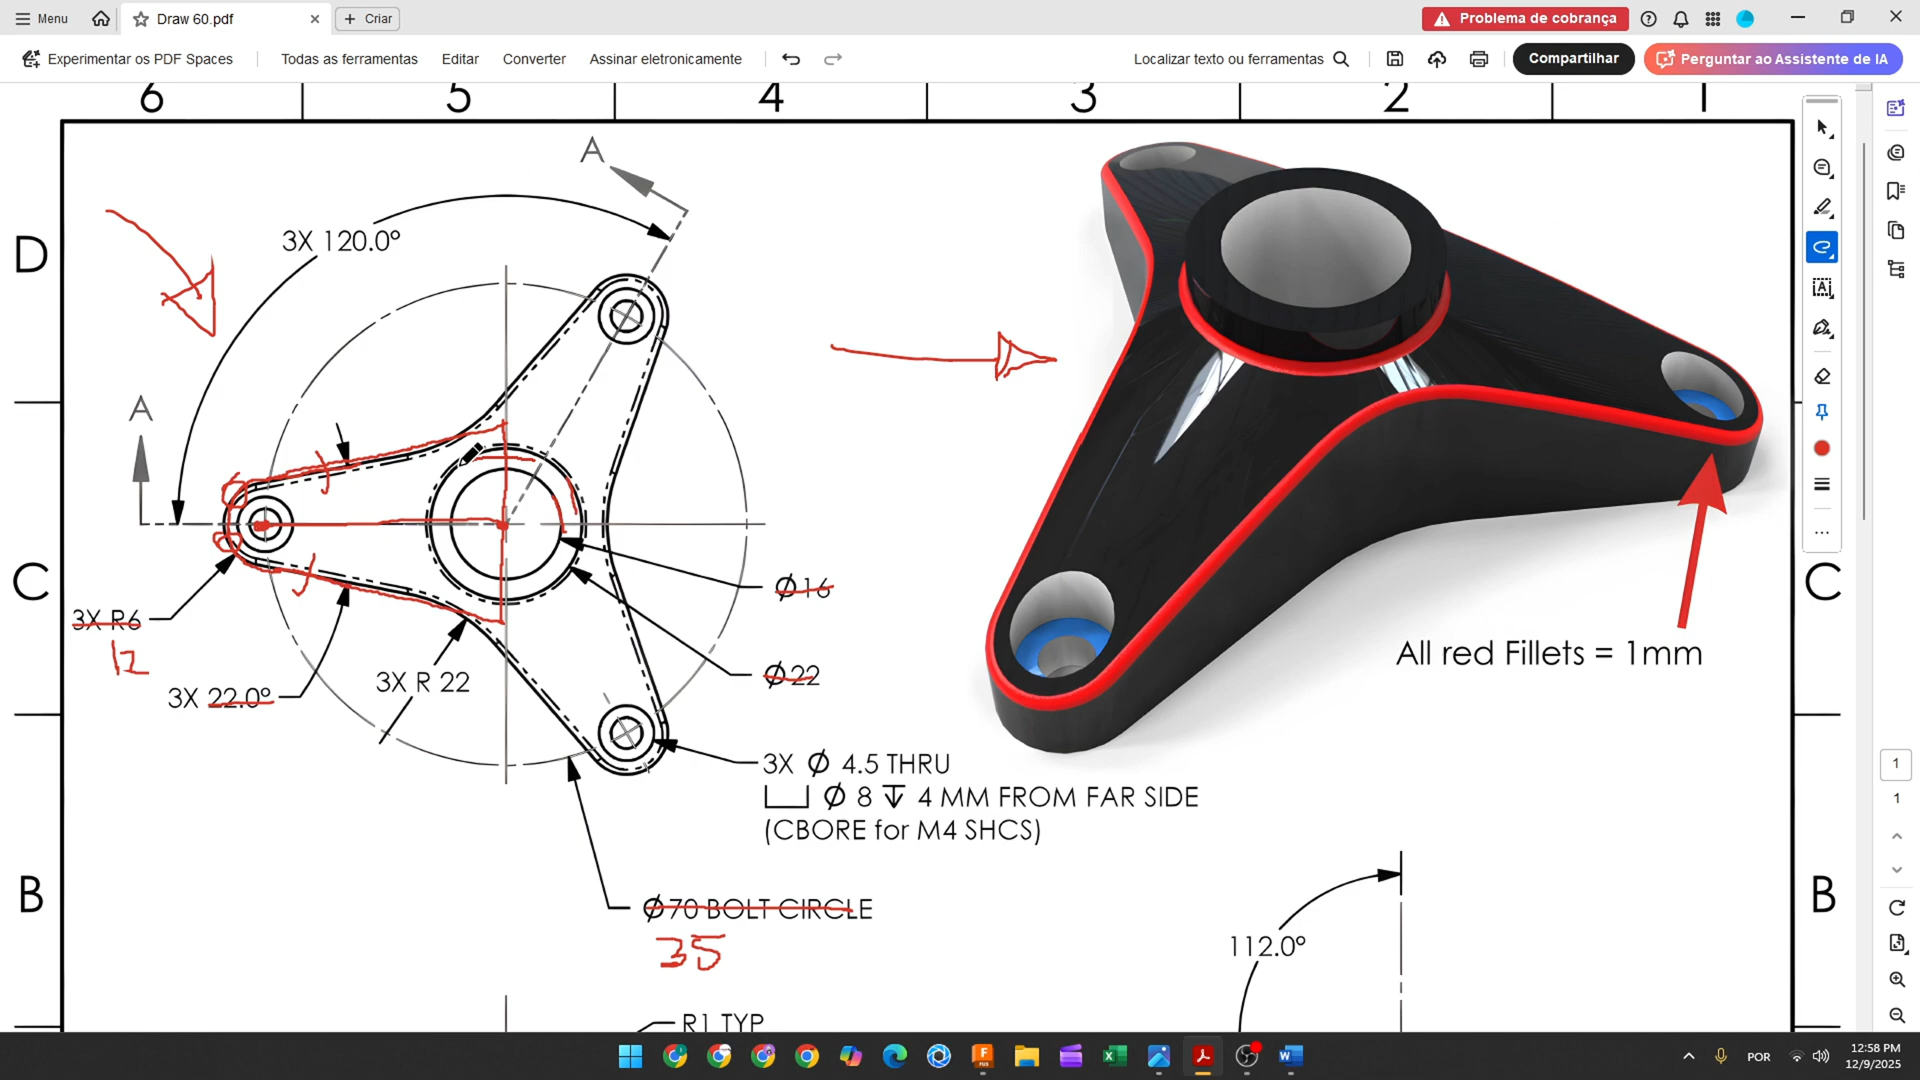 Menu
Draw 60.pdf
Criar
Problema de cobrança
Experimentar os PDF Spaces
Todas as ferramentas
Editar
Converter
Assinar eletronicamente
Localizar texto ou ferramentas
Compartilhar
Perguntar ao Assistente de IA
6 5 4 3 2 1
A
3X 120.0°
D
A
C
C
Ø16
3X R6
12
3X 22.0°
3X R 22
Ø22
All red Fillets = 1mm
3X Ø 4.5 THRU
⌴ Ø 8 ↧ 4 MM FROM FAR SIDE
(CBORE for M4 SHCS)
1
1
B
B
Ø70 BOLT CIRCLE
35
112.0°
R1 TYP
POR
12:58 PM
12/9/2025